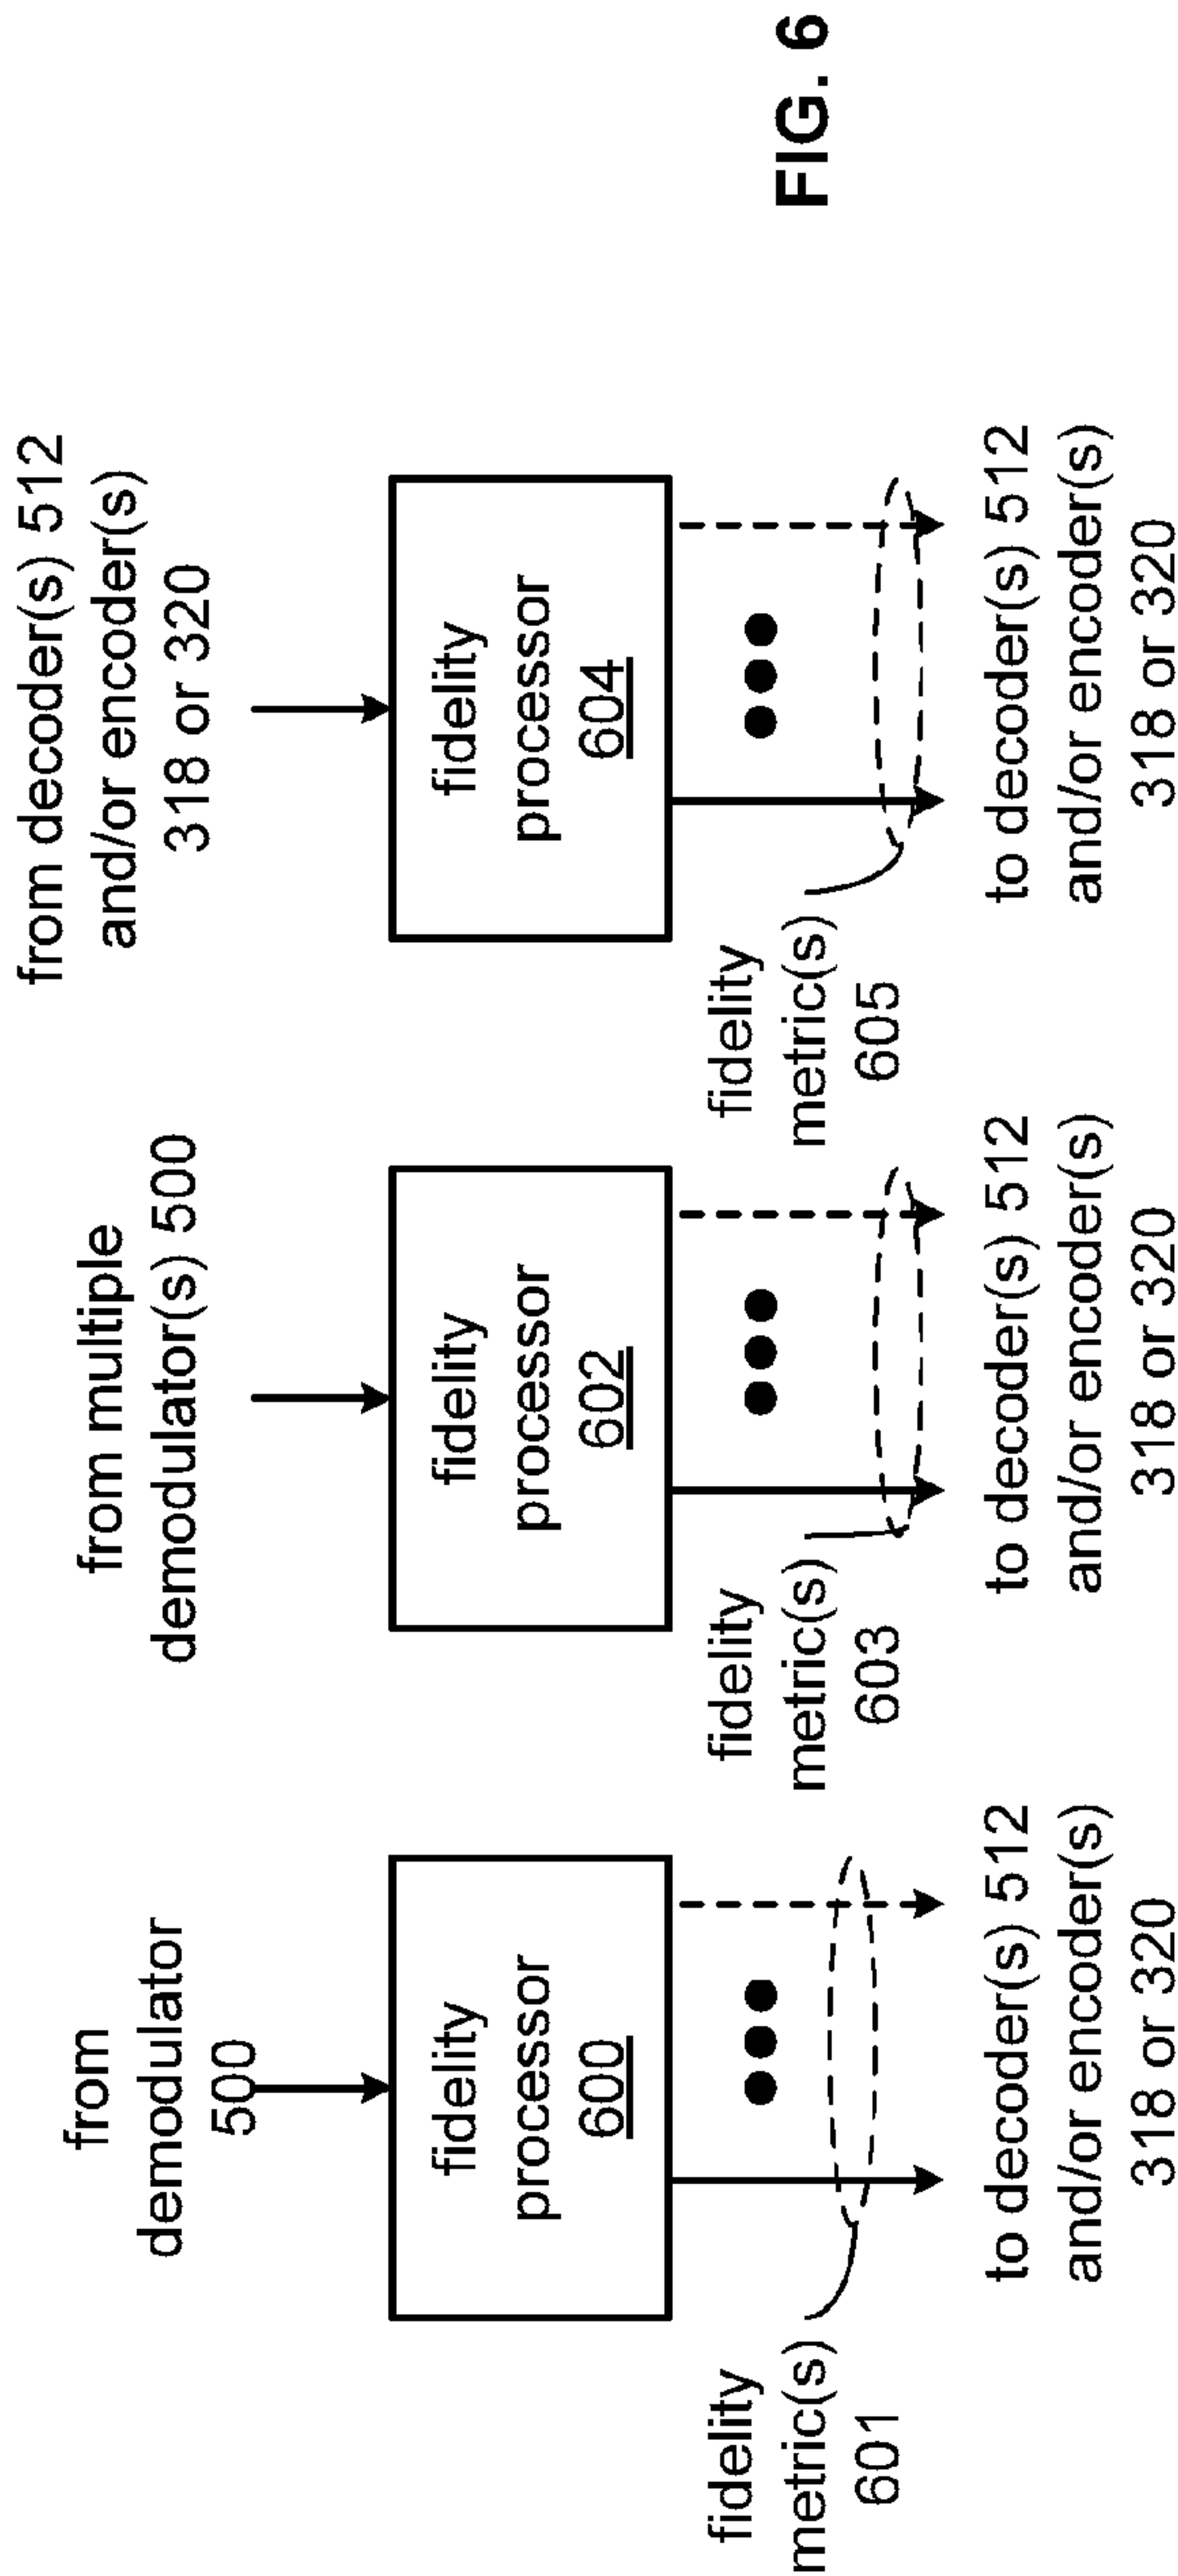 from
demodulator
500
fidelity
processor
600
fidelity
metric(s)
601
to decoder(s) 512
and/or encoder(s)
318 or 320
from multiple
demodulator(s) 500
fidelity
processor
602
fidelity
metric(s)
603
to decoder(s) 512
and/or encoder(s)
318 or 320
from decoder(s) 512
and/or encoder(s)
318 or 320
fidelity
processor
604
fidelity
metric(s)
605
to decoder(s) 512
and/or encoder(s)
318 or 320
FIG. 6